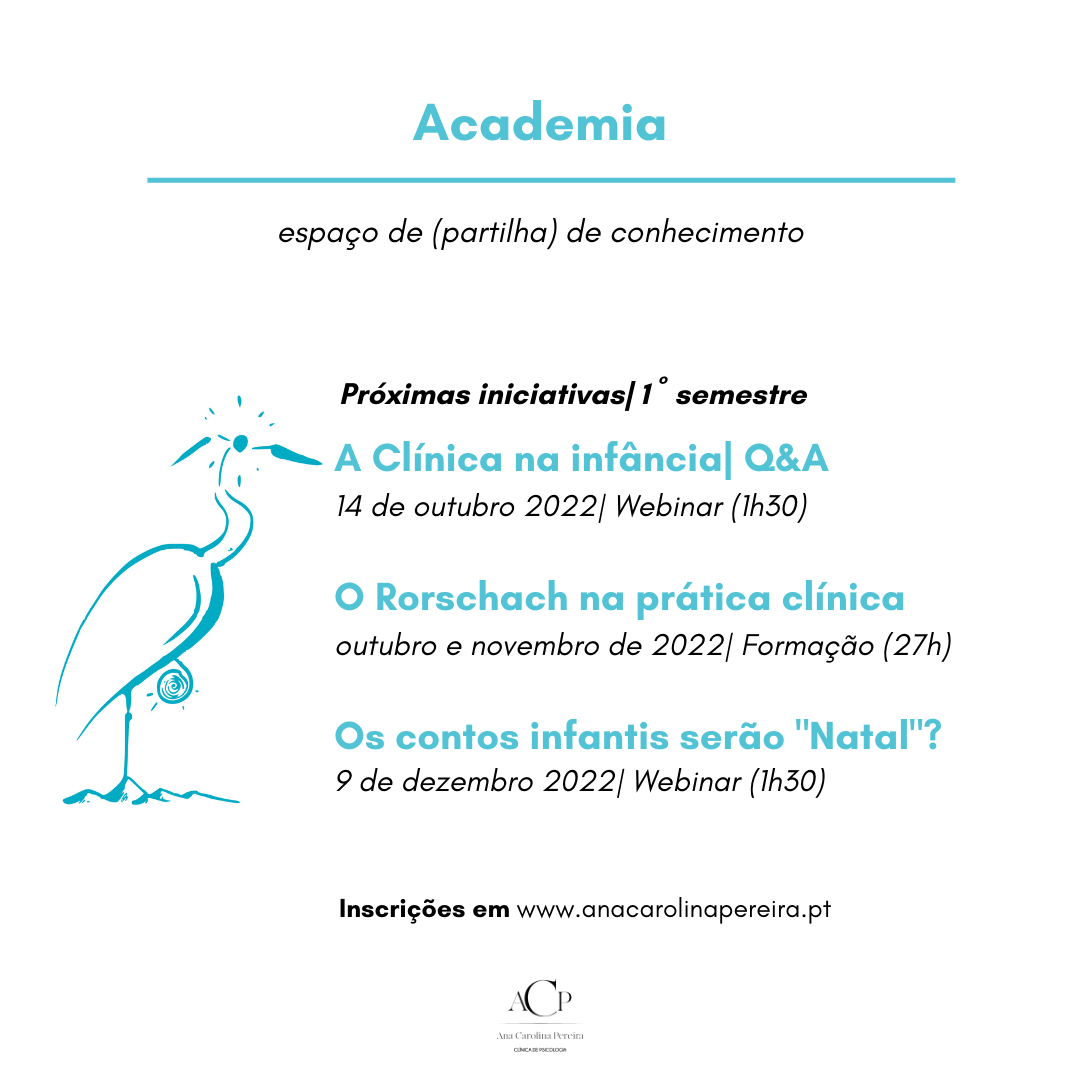 Academia
espaço de (partilha) de conhecimento
Próximas iniciativas| 1° semestre
A Clínica na infância| Q&A
14 de outubro 2022| Webinar (1h30)
O Rorschach na prática clínica
outubro e novembro de 2022| Formação (27h)
Os contos infantis serão "Natal"?
9 de dezembro 2022| Webinar (1h30)
Inscrições em www.anacarolinapereira.pt
ACP
Ana Carolina Pereira
CLÍNICA DE PSICOLOGIA